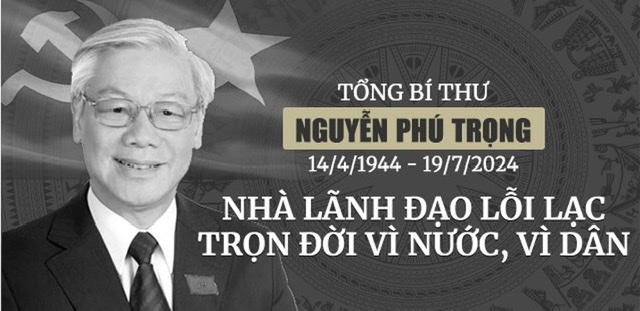 TỔNG BÍ THƯ
NGUYỄN PHÚ TRỌNG
14/4/1944 - 19/7/2024
NHÀ LÃNH ĐẠO LỖI LẠC
TRỌN ĐỜI VÌ NƯỚC, VÌ DÂN